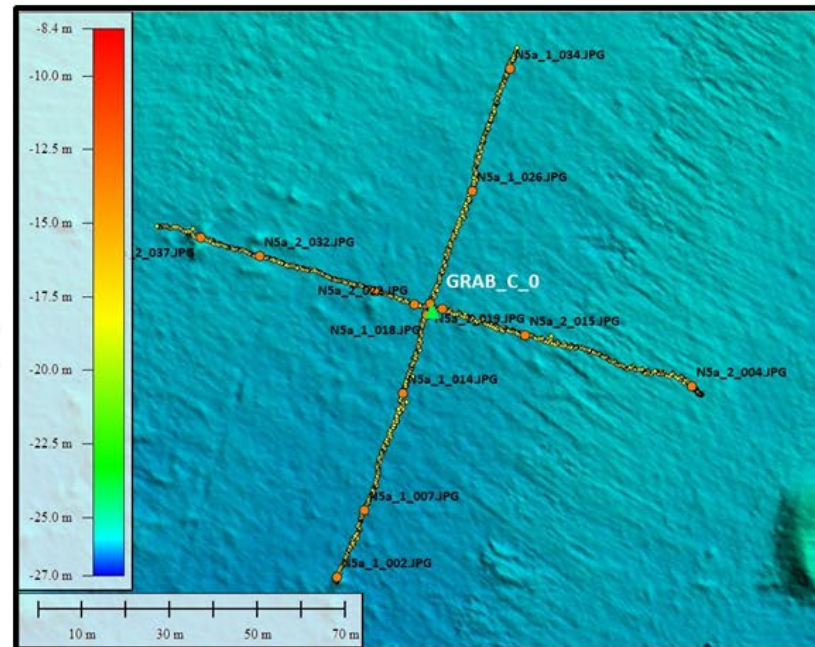 -8.4 m
-10.0 m
-12.5 m
-15.0 m
-17.5 m
-20.0 m
-22.5 m
-25.0 m
-27.0 m
N5a_1_034.JPG
N5a_1_026.JPG
_2_037.JPG
N5a_2_032.JPG
GRAB_C_0
N5a_1_018.JPG
N5a_2_015.JPG
N5a_1_014.JPG
N5a_2_004.JPG
N5a_1_007.JPG
N5a_1_002.JPG
10 m 30 m 50 m 70 m